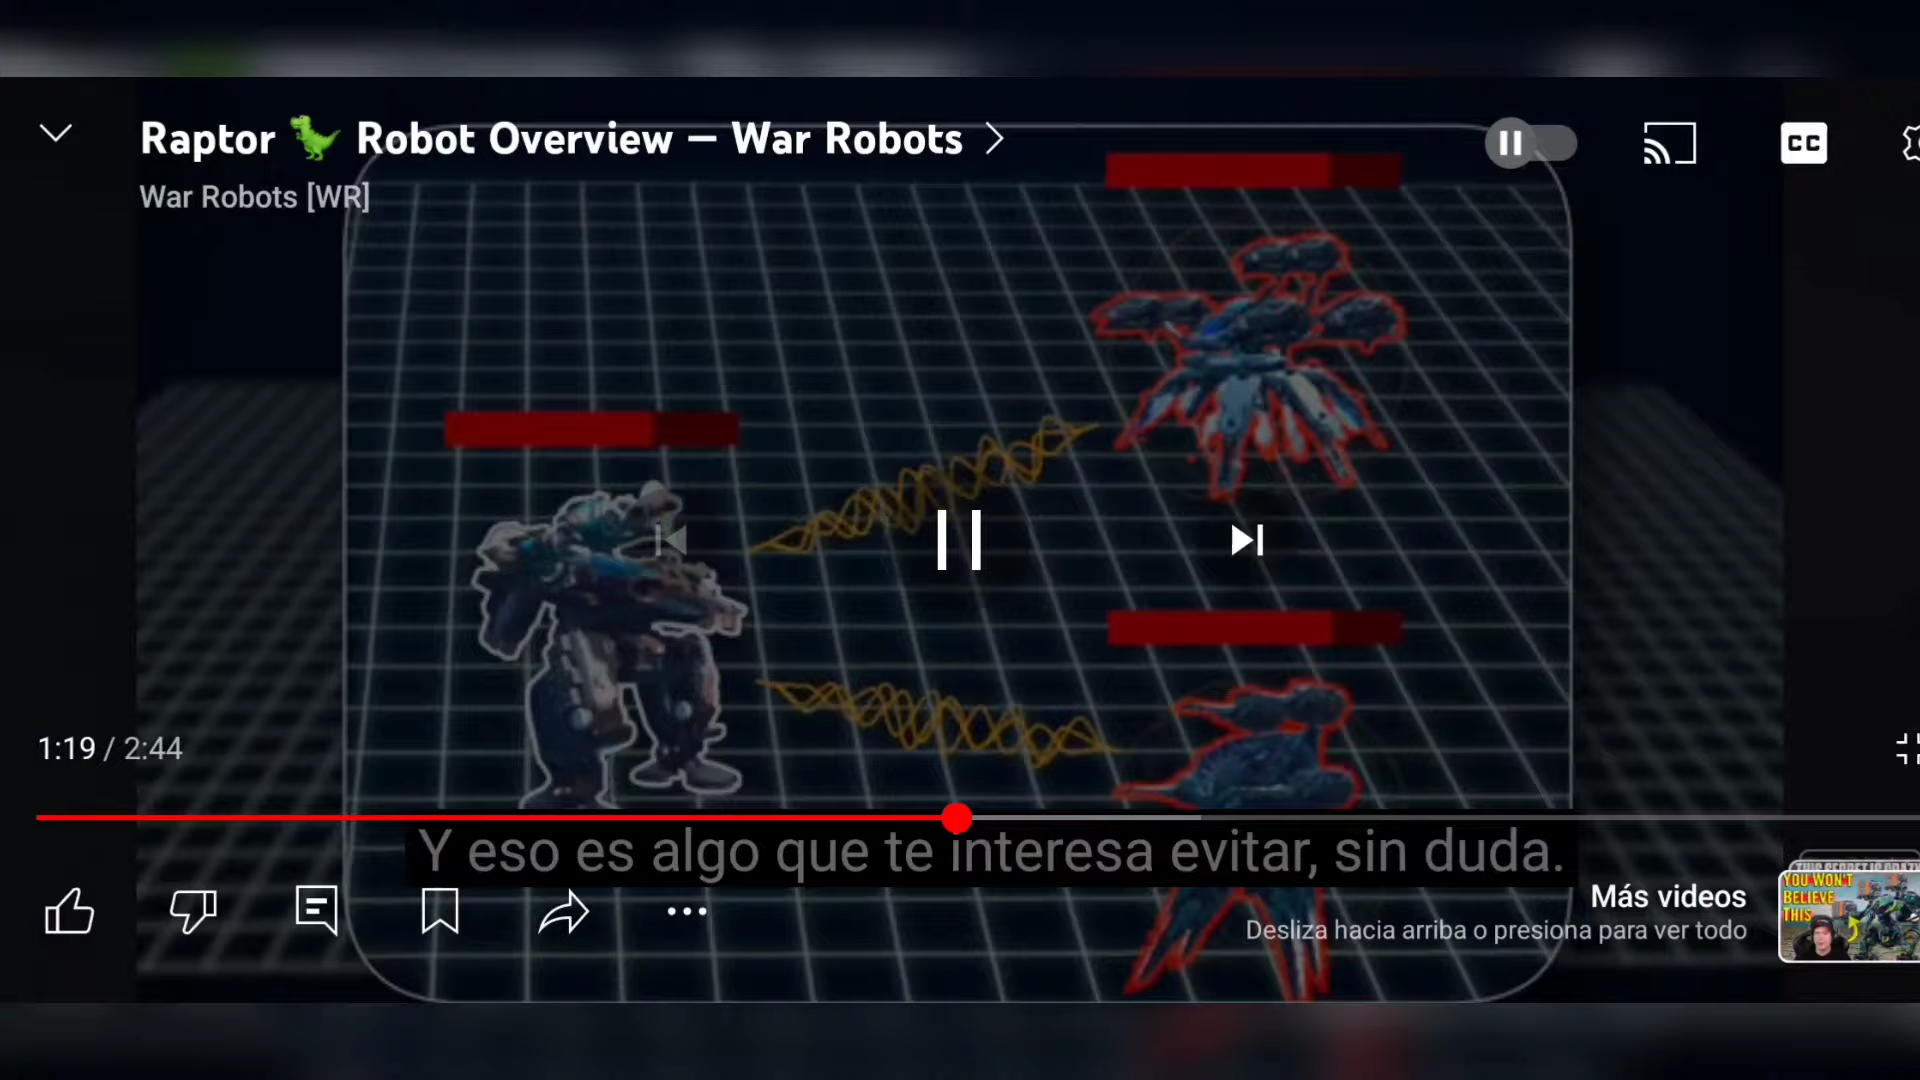 Raptor 🦖 Robot Overview — War Robots
War Robots [WR]
CC
1:19 / 2:44
Y eso es algo que te interesa evitar, sin duda.
Más videos
Desliza hacia arriba o presiona para ver todo
YOU WON'T
BELIEVE
THIS